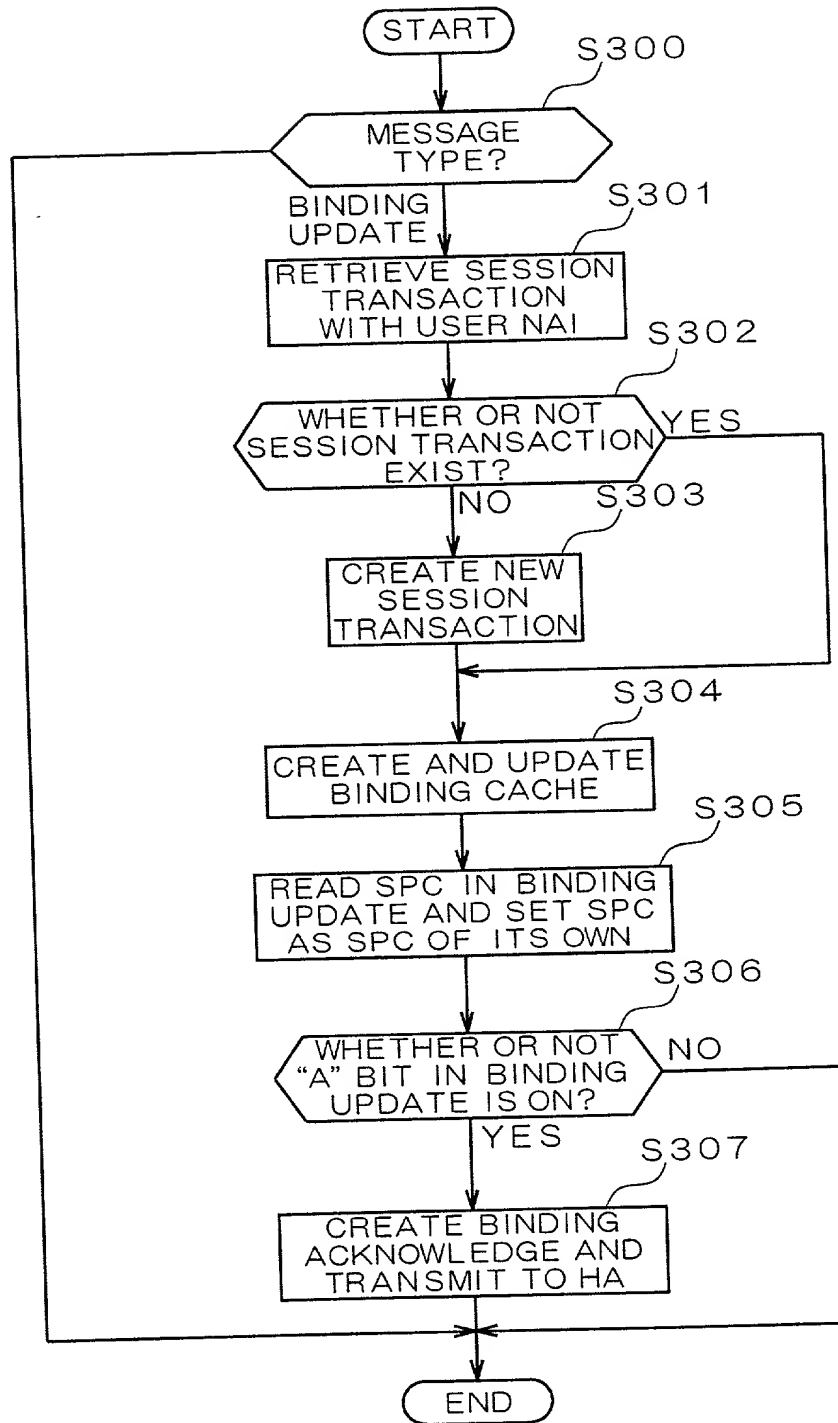 START
S300
MESSAGE
TYPE?
BINDING
UPDATE
S301
RETRIEVE SESSION
TRANSACTION
WITH USER NAI
S302
WHETHER OR NOT
SESSION TRANSACTION
EXIST?
YES
NO
S303
CREATE NEW
SESSION
TRANSACTION
S304
CREATE AND UPDATE
BINDING CACHE
S305
READ SPC IN BINDING
UPDATE AND SET SPC
AS SPC OF ITS OWN
S306
WHETHER OR NOT
“A” BIT IN BINDING
UPDATE IS ON?
NO
YES
S307
CREATE BINDING
ACKNOWLEDGE AND
TRANSMIT TO HA
END